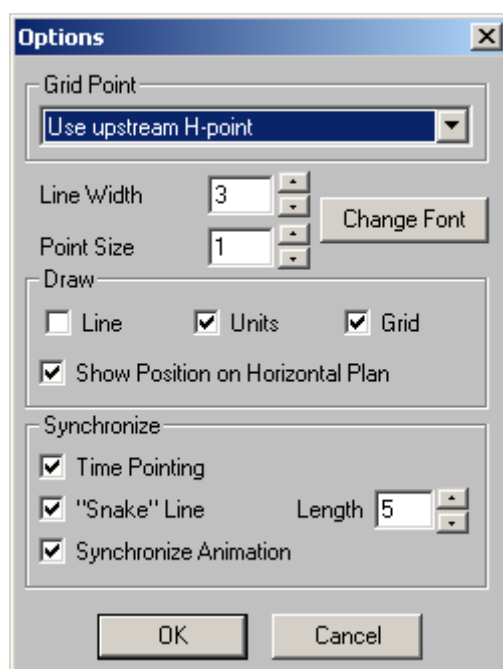 Options
Grid Point
Use upstream H-point
Line Width 3
Change Font
Point Size 1
Draw
Line Units Grid
Show Position on Horizontal Plan
Synchronize
Time Pointing
"Snake" Line Length 5
Synchronize Animation
OK Cancel